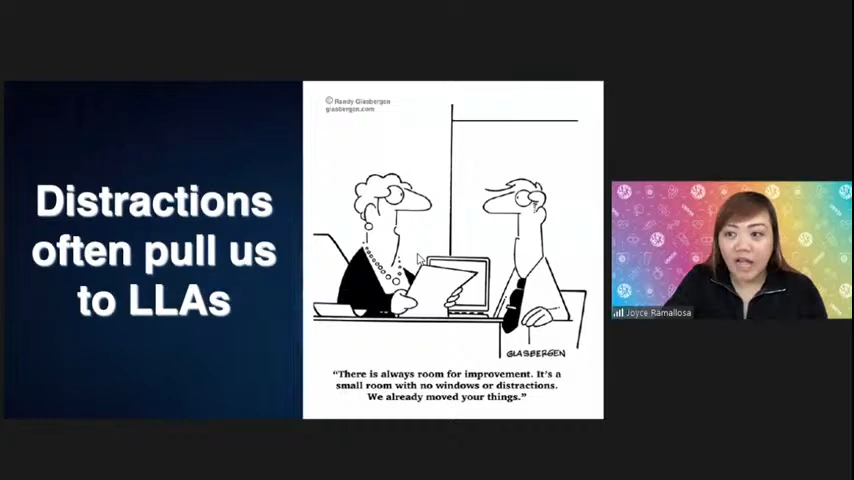 Distractions
often pull us
to LLAs
© Randy Glasbergen
glasbergen.com
GLASBERGEN
"There is always room for improvement. It's a
small room with no windows or distractions.
We already moved your things."
Joyce Ramallosa